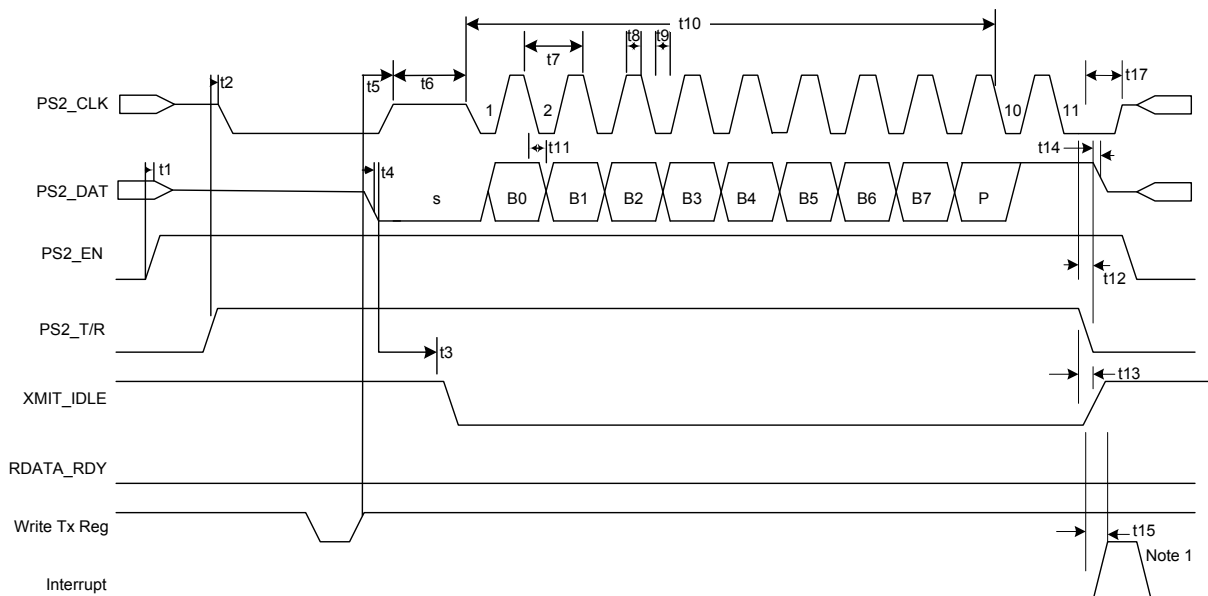 t10
t2
t5
t6
t7
t8
t9
t17
PS2_CLK
1
2
10
11
t1
t4
t11
t14
PS2_DAT
s
B0
B1
B2
B3
B4
B5
B6
B7
P
PS2_EN
t12
PS2_T/R
t3
t13
XMIT_IDLE
RDATA_RDY
Write Tx Reg
t15
Note 1
Interrupt